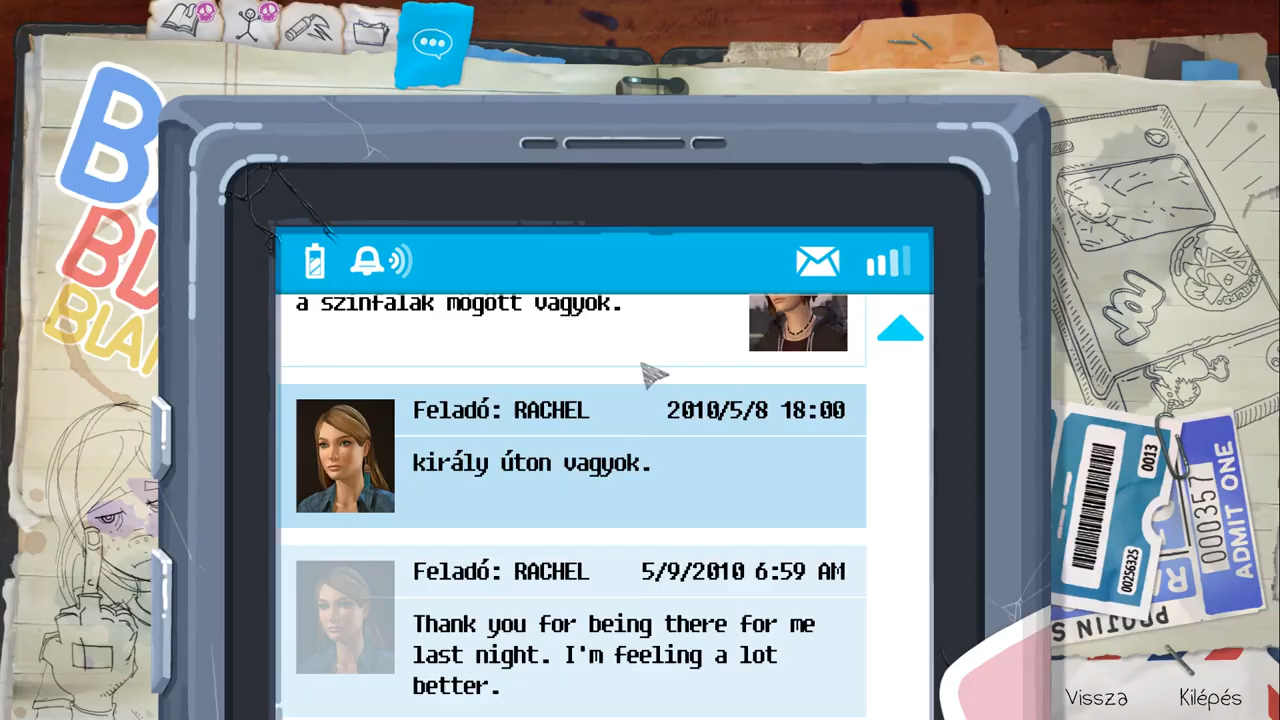 a színfalak mögött vagyok.
Feladó: RACHEL 2010/5/8 18:00
király úton vagyok.
Feladó: RACHEL 5/9/2010 6:59 AM
Thank you for being there for me
last night. I'm feeling a lot
better.
0013
00256325
000357
ADMIT ONE
Vissza Kilépés